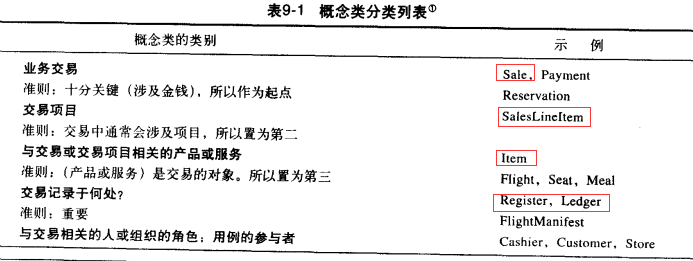 表9-1 概念类分类列表①
概念类的类别 示 例
业务交易 Sale, Payment
准则：十分关键（涉及金钱），所以作为起点 Reservation
交易项目 SalesLineItem
准则：交易中通常会涉及项目，所以置为第二
与交易或交易项目相关的产品或服务 Item
准则：（产品或服务）是交易的对象。所以置为第三 Flight, Seat, Meal
交易记录于何处？ Register, Ledger
准则：重要 FlightManifest
与交易相关的人或组织的角色；用例的参与者 Cashier, Customer, Store